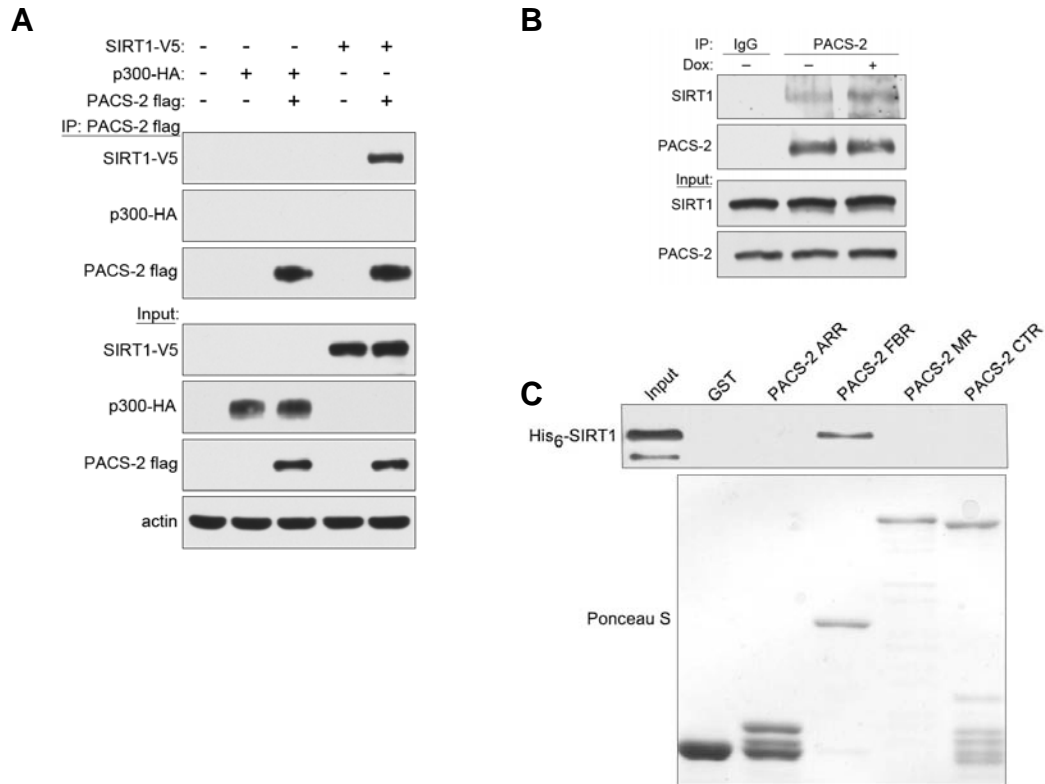 A
SIRT1-V5: - - - + +
p300-HA: - + + - -
PACS-2 flag: - - + - +
IP: PACS-2 flag
SIRT1-V5
p300-HA
PACS-2 flag
Input:
SIRT1-V5
p300-HA
PACS-2 flag
actin
B
IP: IgG PACS-2
Dox: – – +
SIRT1
PACS-2
Input:
SIRT1
PACS-2
C
Input GST PACS-2 ARR PACS-2 FBR PACS-2 MR PACS-2 CTR
His6-SIRT1
Ponceau S